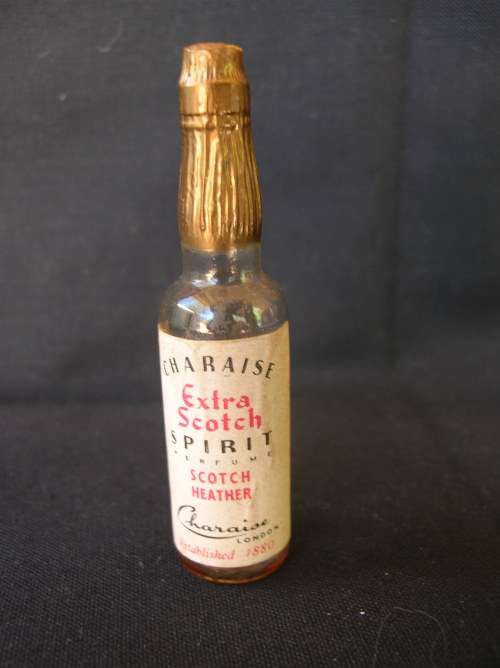 CHARAISE
Extra
Scotch
SPIRIT
PERFUME
SCOTCH
HEATHER
Charaise
LONDON
Established 1880